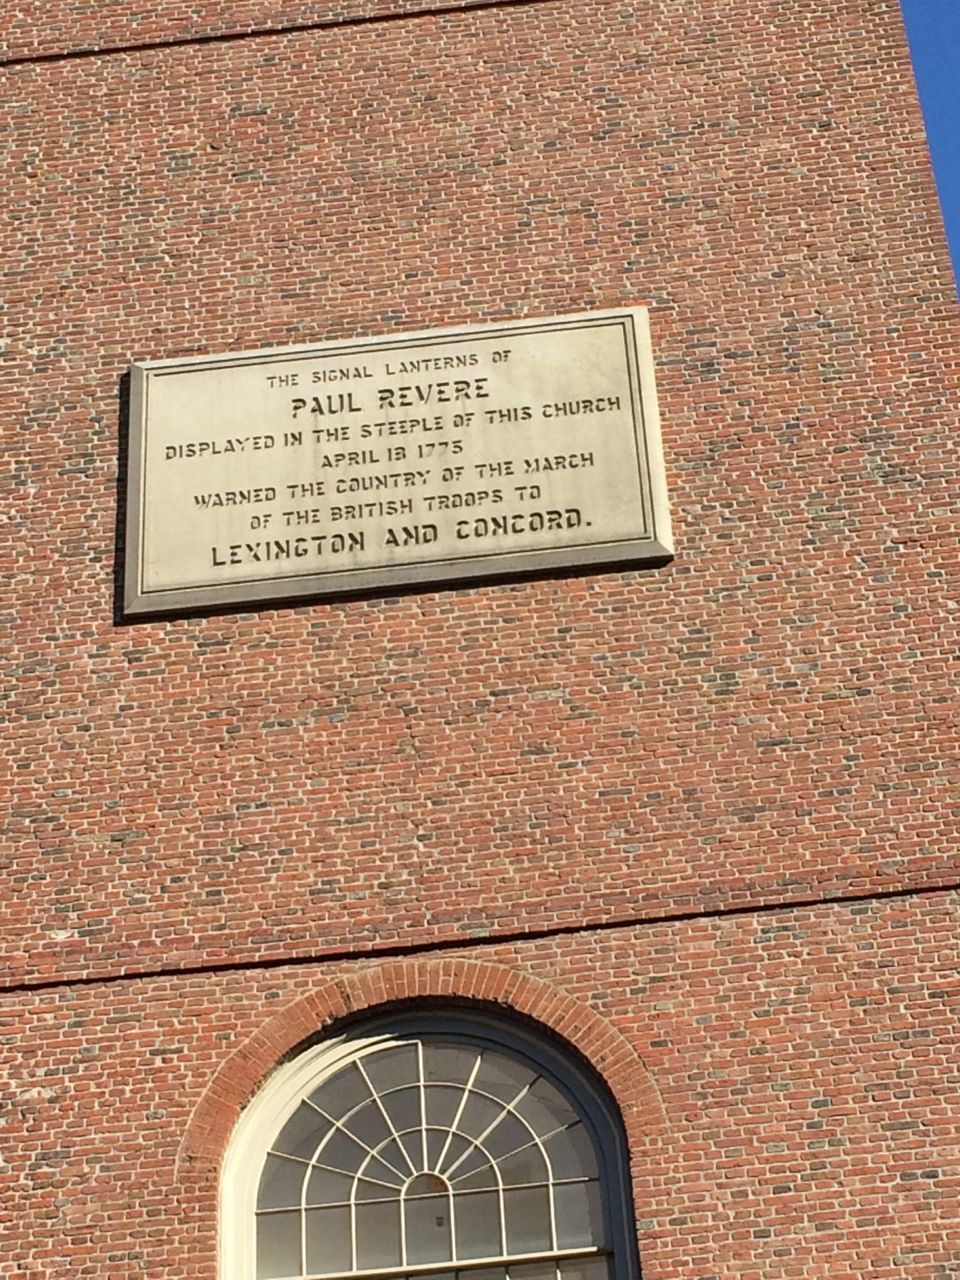 THE SIGNAL LANTERNS OF
PAUL REVERE
DISPLAYED IN THE STEEPLE OF THIS CHURCH
APRIL 18 1775
WARNED THE COUNTRY OF THE MARCH
OF THE BRITISH TROOPS TO
LEXINGTON AND CONCORD.